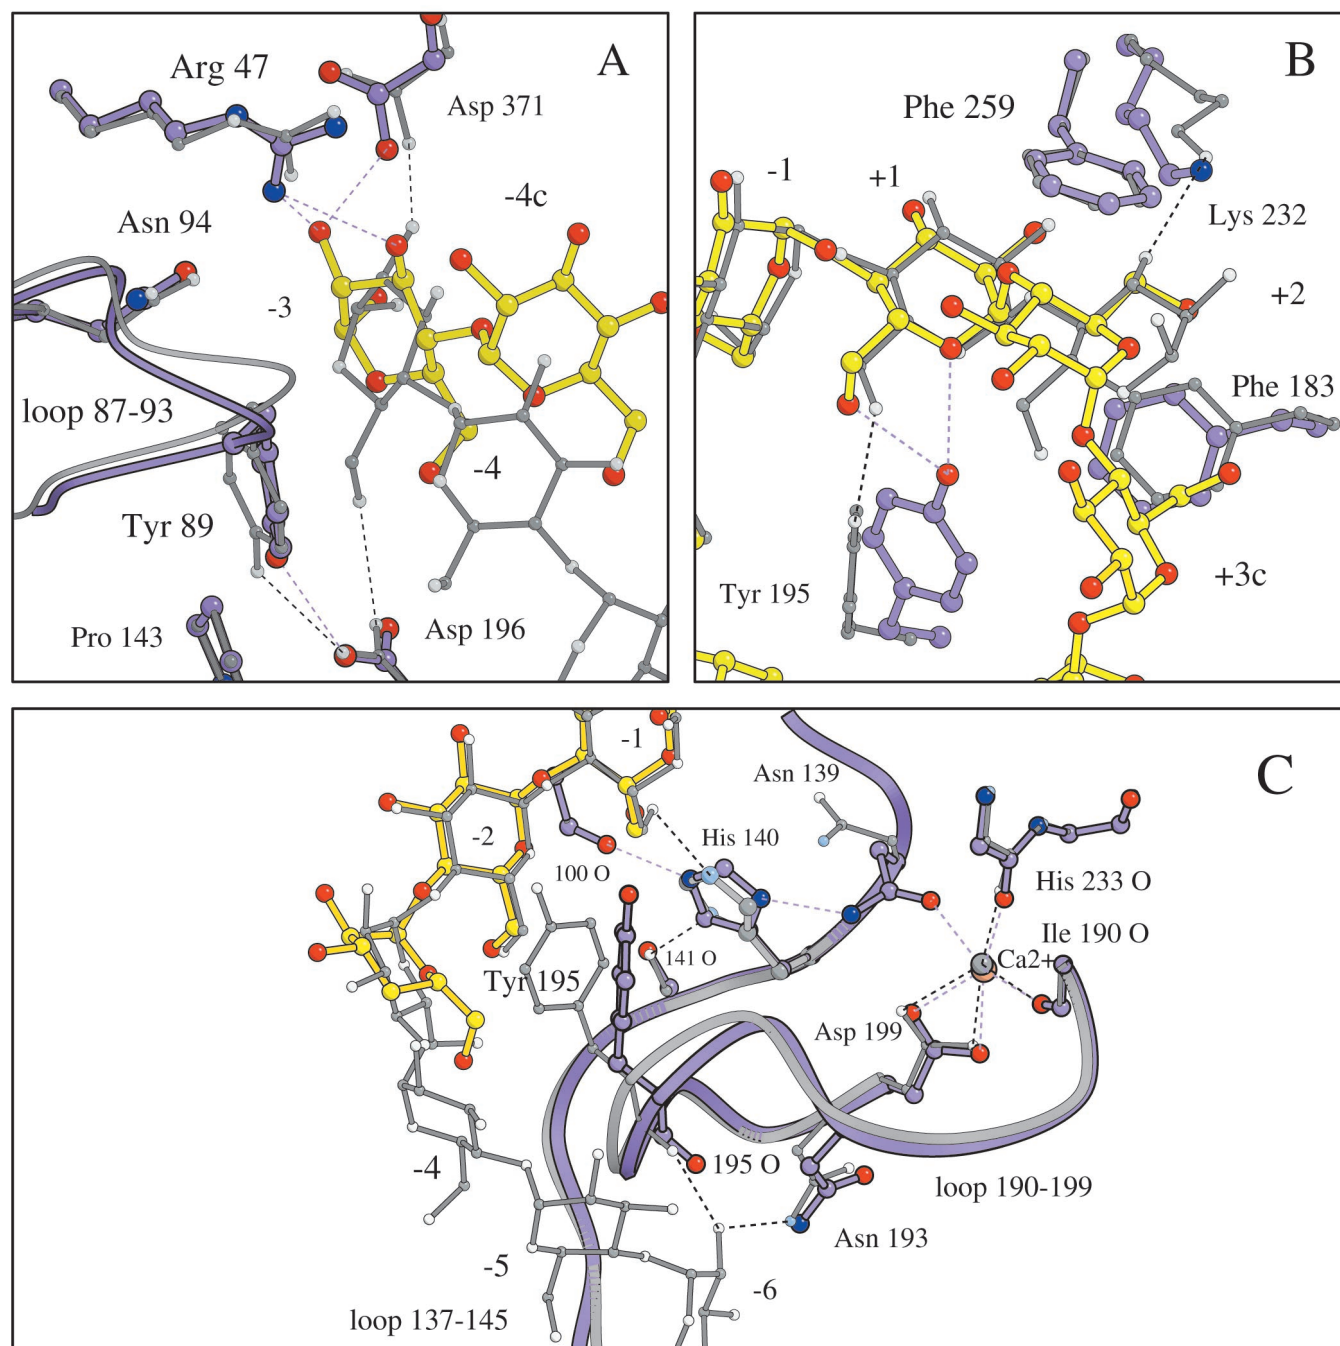 A
Arg 47
Asp 371
-4c
Asn 94
-3
loop 87-93
-4
Tyr 89
Pro 143
Asp 196
B
Phe 259
-1
+1
Lys 232
+2
Phe 183
Tyr 195
+3c
C
-1
Asn 139
-2
His 140
100 O
His 233 O
Ile 190 O
141 O
Ca2+
Tyr 195
Asp 199
-4
195 O
loop 190-199
Asn 193
-5
-6
loop 137-145